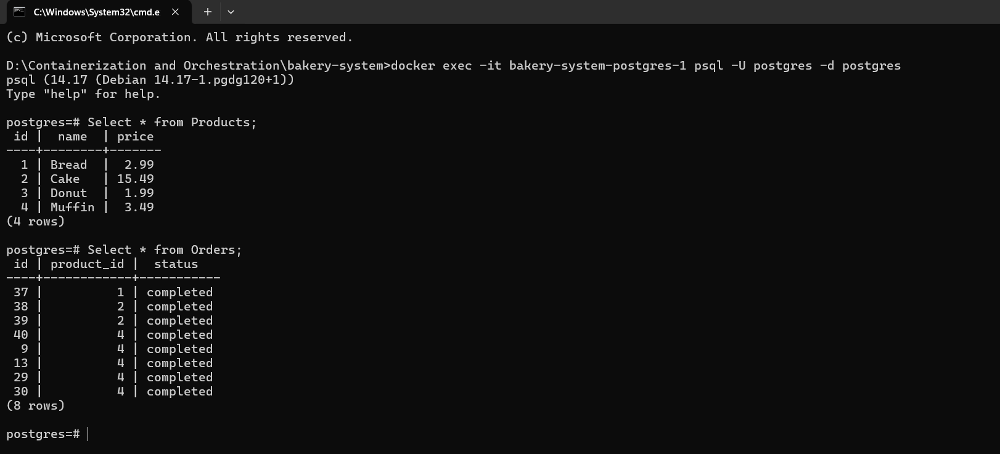 C:\Windows\System32\cmd.e
(c) Microsoft Corporation. All rights reserved.
D:\Containerization and Orchestration\bakery-system>docker exec -it bakery-system-postgres-1 psql -U postgres -d postgres
psql (14.17 (Debian 14.17-1.pgdg120+1))
Type "help" for help.
postgres=# Select * from Products;
 id |  name  | price
----+--------+-------
  1 | Bread  |  2.99
  2 | Cake   | 15.49
  3 | Donut  |  1.99
  4 | Muffin |  3.49
(4 rows)
postgres=# Select * from Orders;
 id | product_id |  status
----+------------+-----------
 37 |          1 | completed
 38 |          2 | completed
 39 |          2 | completed
 40 |          4 | completed
  9 |          4 | completed
 13 |          4 | completed
 29 |          4 | completed
 30 |          4 | completed
(8 rows)
postgres=#